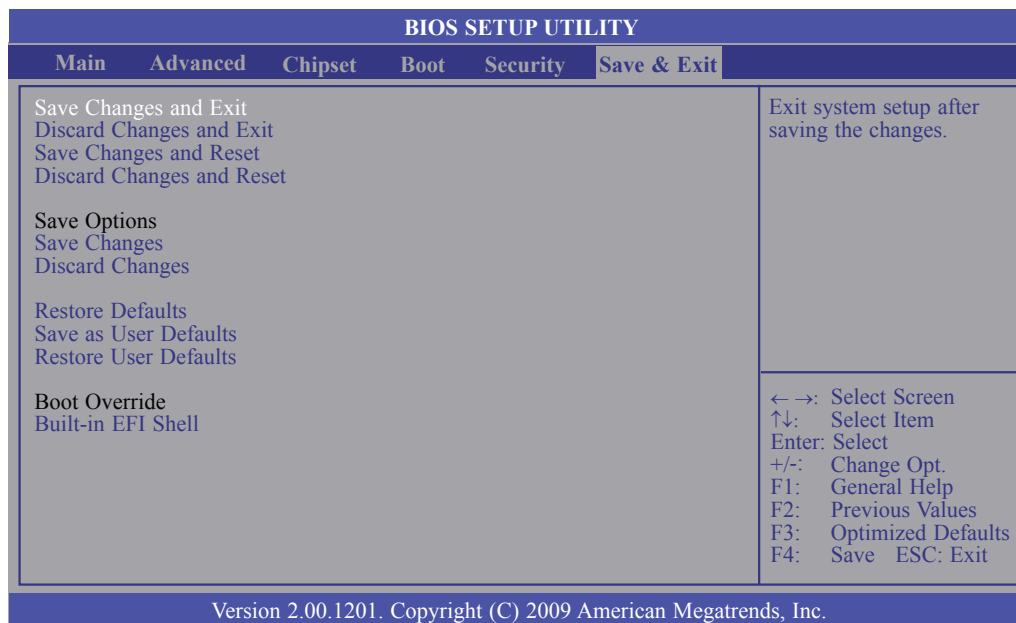 BIOS SETUP UTILITY
Main Advanced Chipset Boot Security Save & Exit
Save Changes and Exit
Discard Changes and Exit
Save Changes and Reset
Discard Changes and Reset
Save Options
Save Changes
Discard Changes
Restore Defaults
Save as User Defaults
Restore User Defaults
Boot Override
Built-in EFI Shell
Exit system setup after
saving the changes.
← →: Select Screen
↑↓: Select Item
Enter: Select
+/-: Change Opt.
F1: General Help
F2: Previous Values
F3: Optimized Defaults
F4: Save ESC: Exit
Version 2.00.1201. Copyright (C) 2009 American Megatrends, Inc.